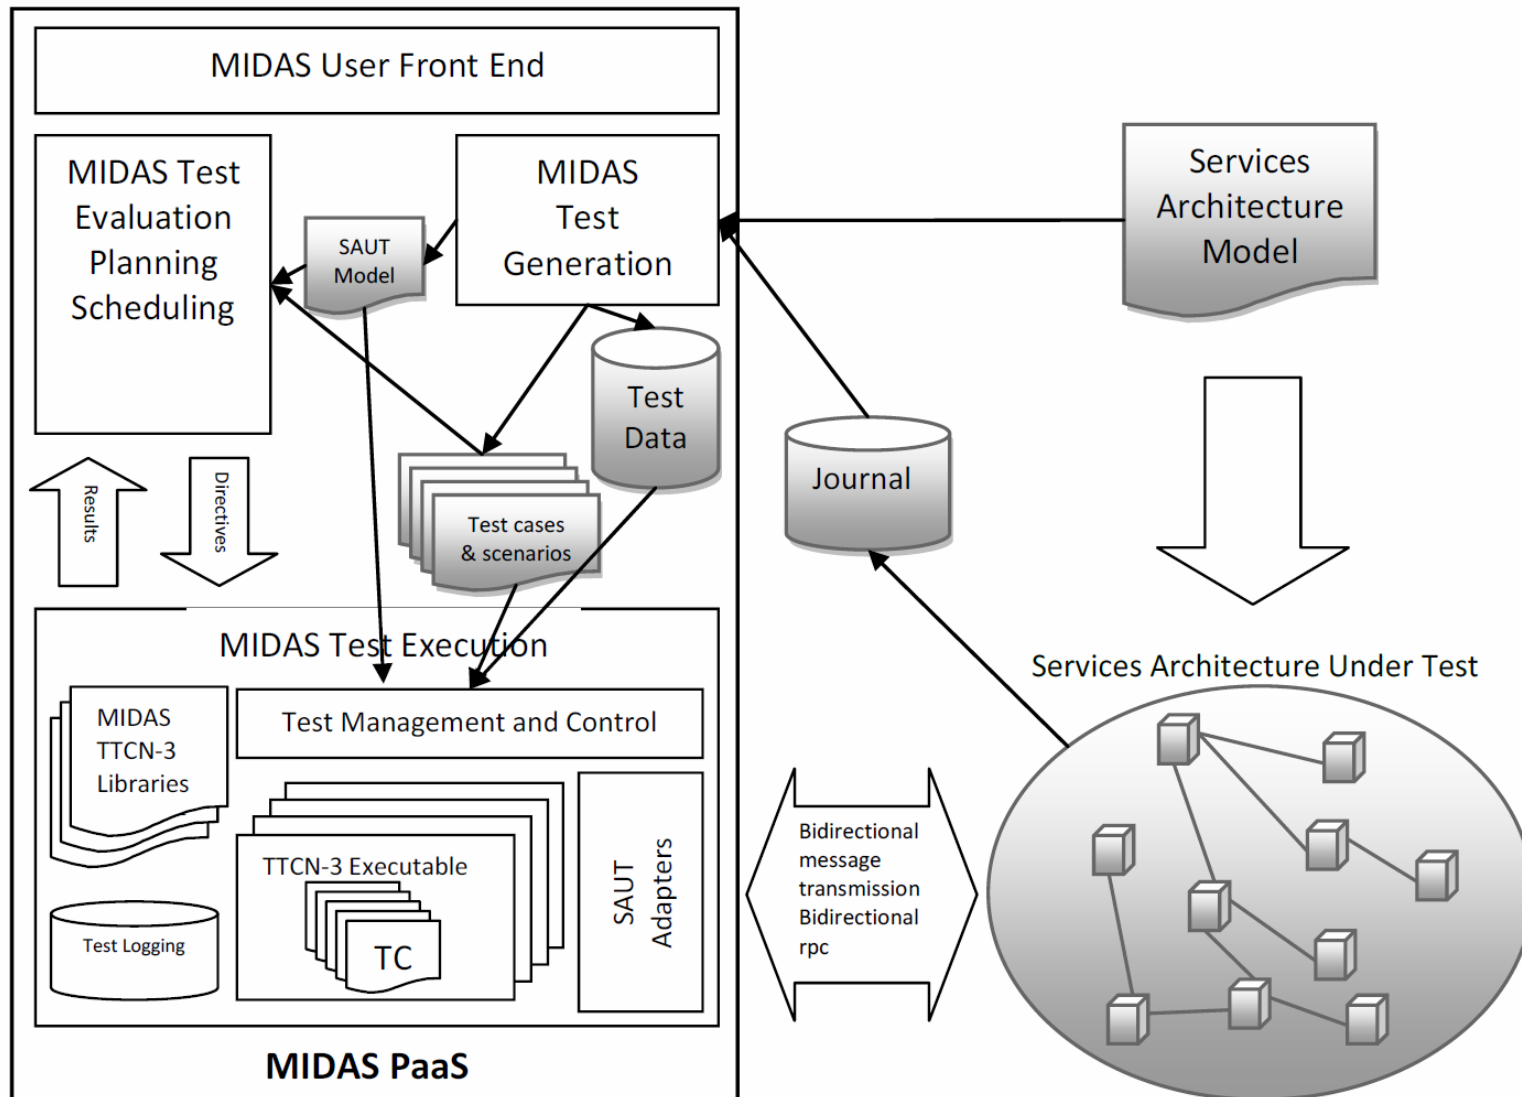 MIDAS User Front End
MIDAS Test
Evaluation
Planning
Scheduling
SAUT
Model
MIDAS
Test
Generation
Services
Architecture
Model
Test
Data
Journal
Results
Directives
Test cases
& scenarios
MIDAS Test Execution
Services Architecture Under Test
MIDAS
TTCN-3
Libraries
Test Management and Control
TTCN-3 Executable
TC
SAUT
Adapters
Test Logging
Bidirectional
message
transmission
Bidirectional
rpc
MIDAS PaaS